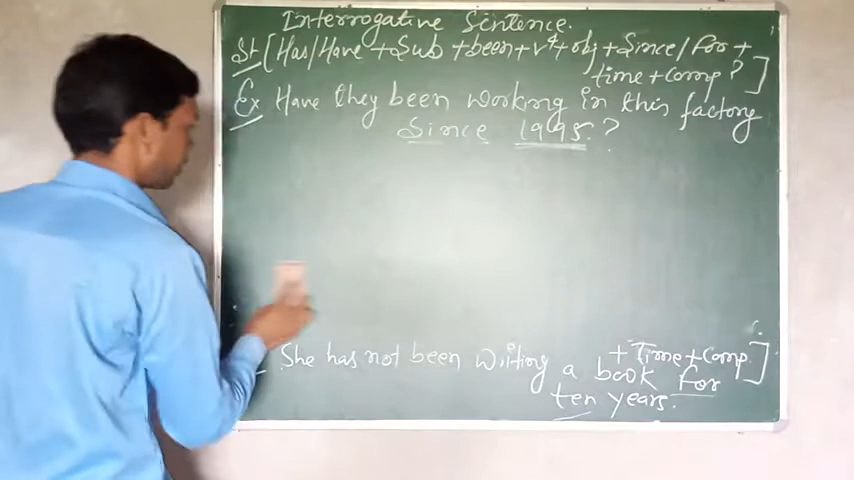 Interrogative Sentence.
St [Has/Have + Sub + been + v⁴ + obj + Since/For +
time + comp ? ]
Ex Have they been working in this factory
Since 1995 ?
+ Time + Comp. ]
She has not been writing a book For
ten years.